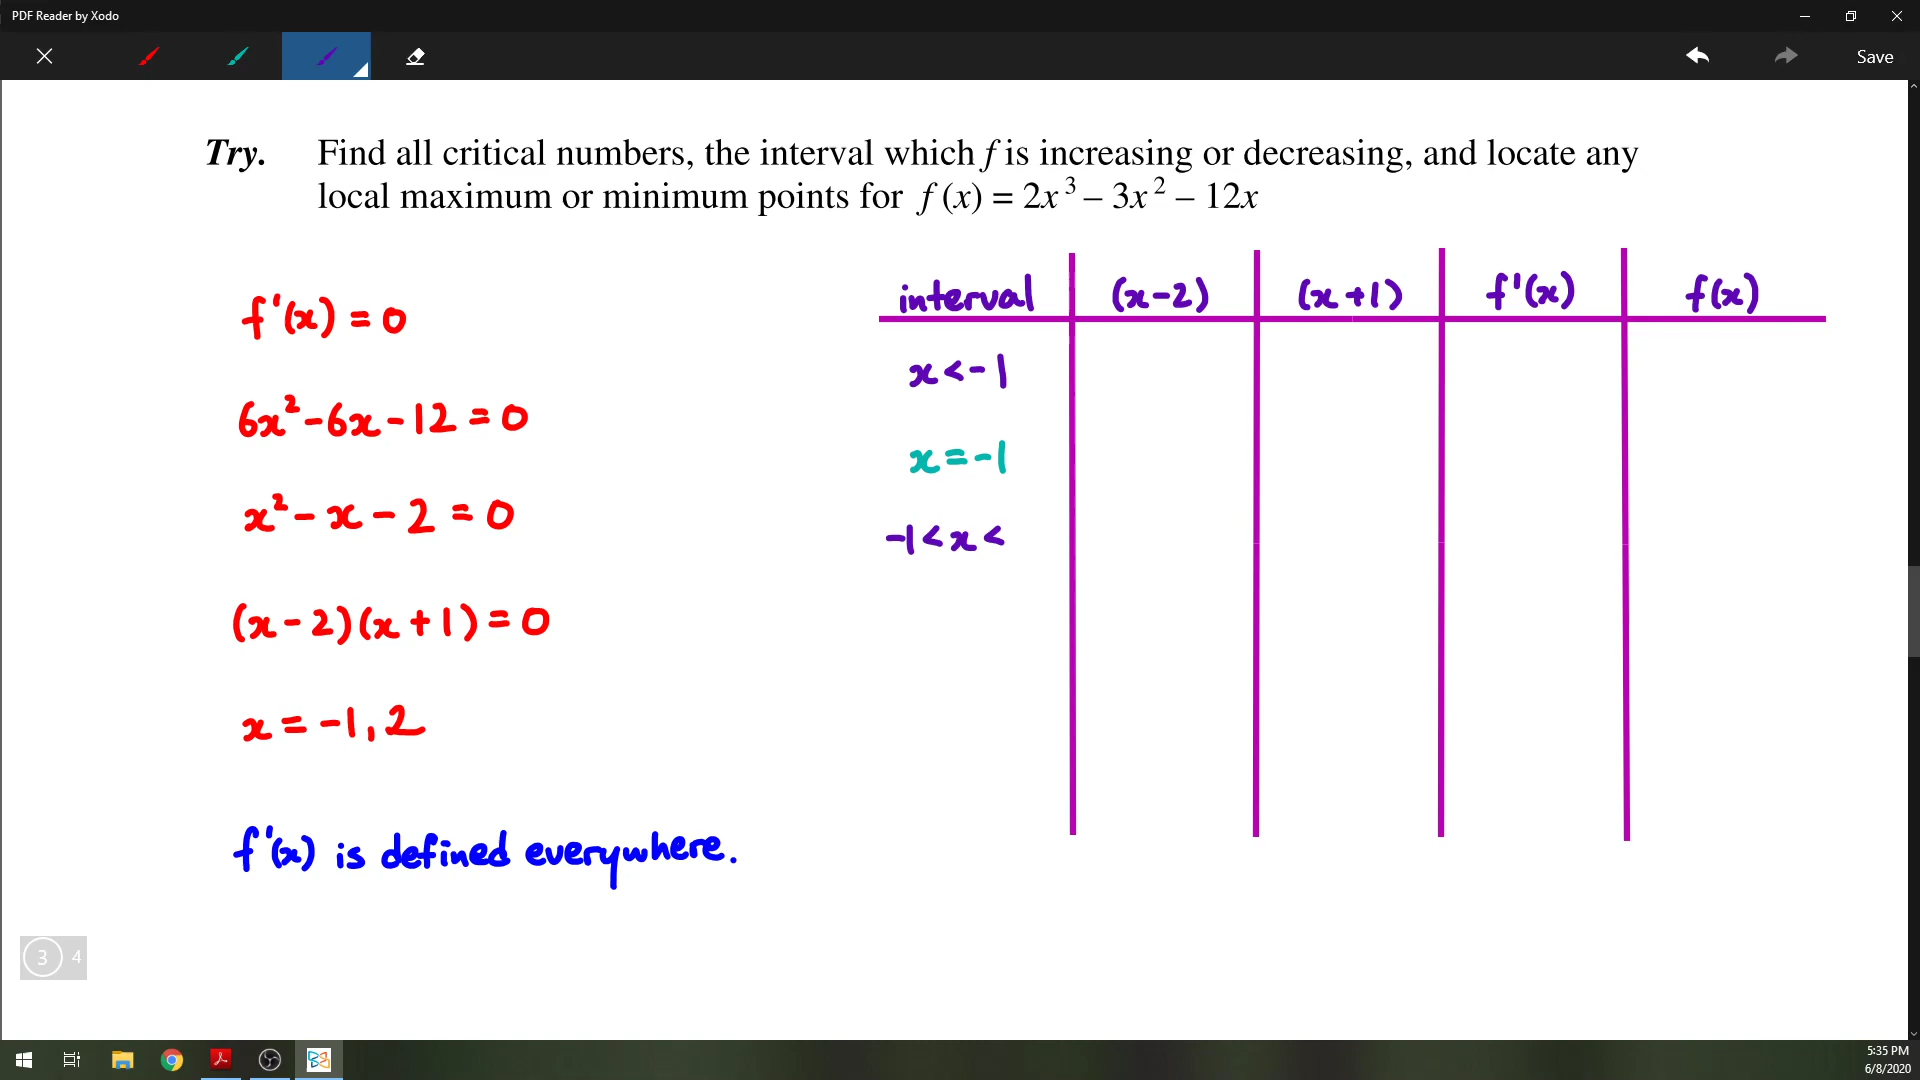 PDF Reader by Xodo
Save
Try. Find all critical numbers, the interval which f is increasing or decreasing, and locate any
local maximum or minimum points for f (x) = 2x³ – 3x² – 12x
f'(x) = 0
6x² - 6x - 12 = 0
x² - x - 2 = 0
(x - 2)(x + 1) = 0
x = -1, 2
f'(x) is defined everywhere.
interval (x-2) (x+1) f'(x) f(x)
x < -1
x = -1
-1 < x <
3 4
5:35 PM
6/8/2020